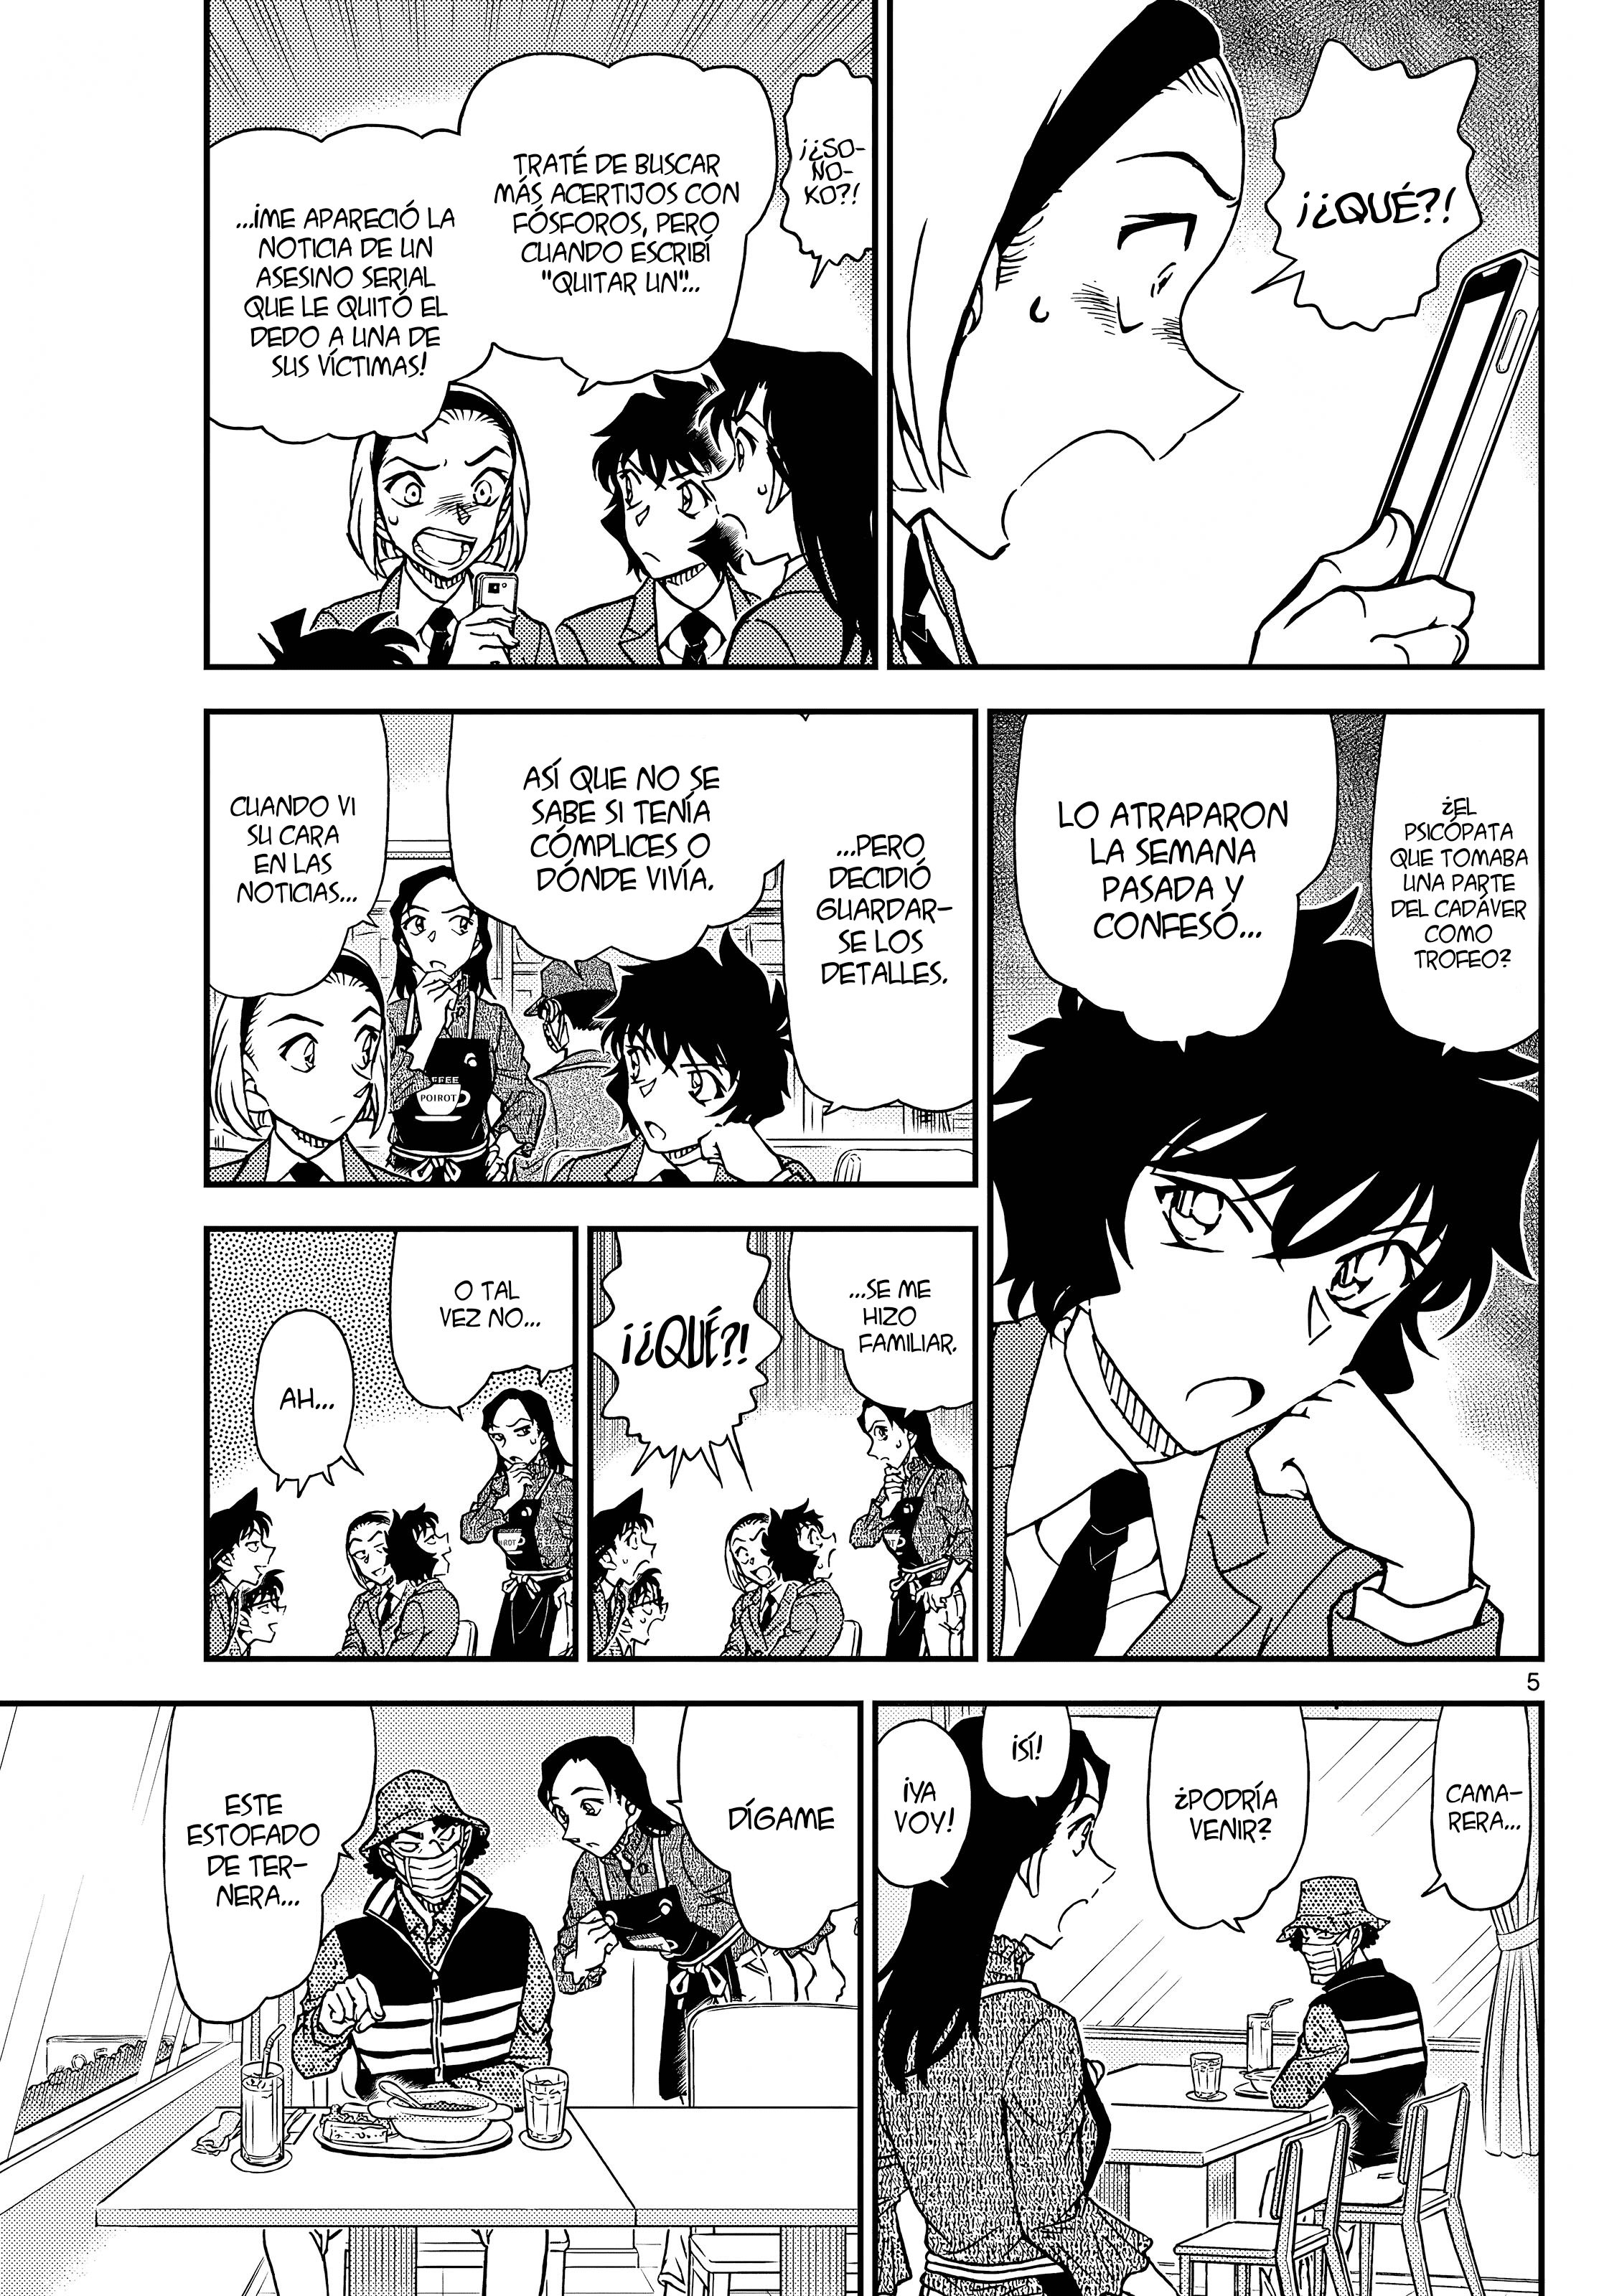 ¡¿QUÉ?!
¡¿SO-
NO-
KO?!
TRATÉ DE BUSCAR
MÁS ACERTIJOS CON
FÓSFOROS, PERO
CUANDO ESCRIBÍ
"QUITAR UN"...
...¡ME APARECIÓ LA
NOTICIA DE UN
ASESINO SERIAL
QUE LE QUITÓ EL
DEDO A UNA DE
SUS VÍCTIMAS!
¿EL
PSICÓPATA
QUE TOMABA
UNA PARTE
DEL CADÁVER
COMO
TROFEO?
LO ATRAPARON
LA SEMANA
PASADA Y
CONFESÓ...
...PERO
DECIDIÓ
GUARDAR-
SE LOS
DETALLES.
ASÍ QUE NO SE
SABE SI TENÍA
CÓMPLICES O
DÓNDE VIVÍA.
CUANDO VI
SU CARA
EN LAS
NOTICIAS...
POIROT
...SE ME
HIZO
FAMILIAR.
¡¿QUÉ?!
O TAL
VEZ NO...
AH...
5
CAMA-
RERA...
¿PODRÍA
VENIR?
¡SÍ!
¡YA
VOY!
DÍGAME
ESTE
ESTOFADO
DE TER-
NERA...